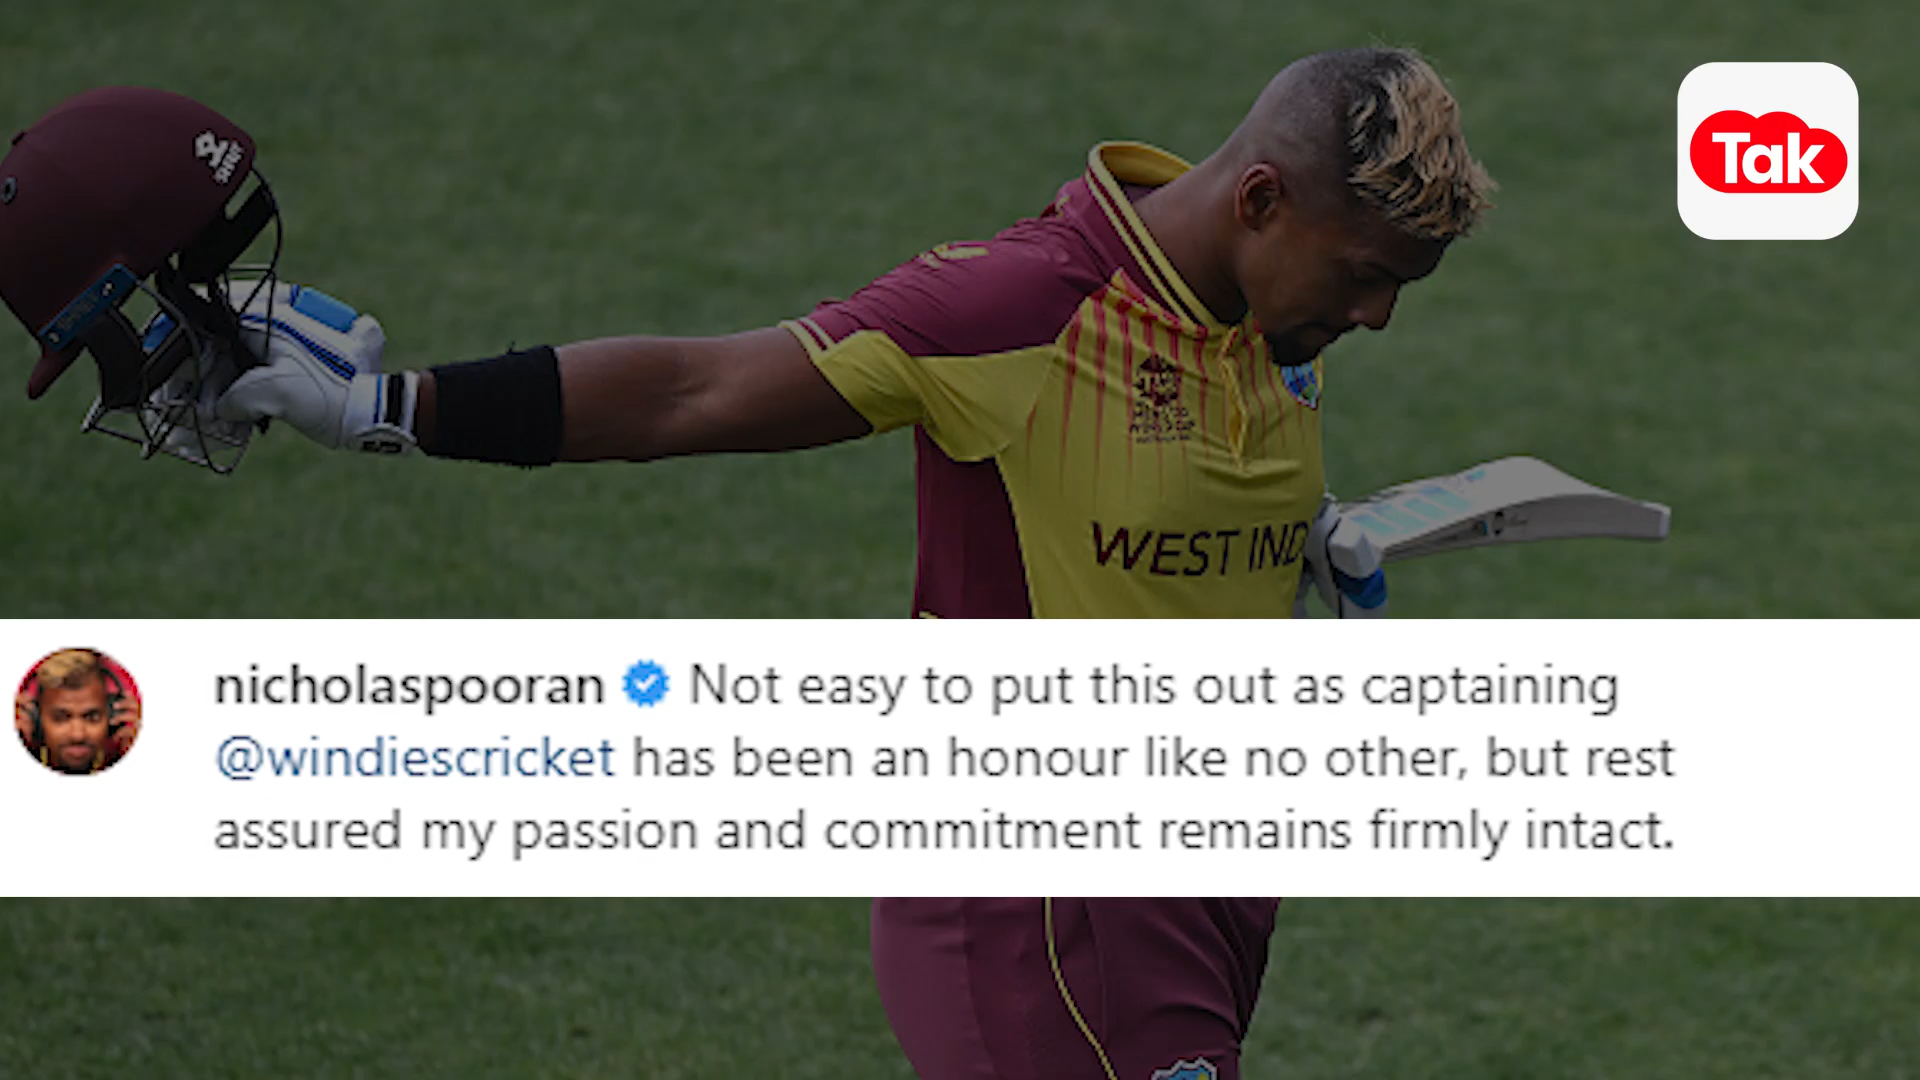 Tak
WEST IND
nicholaspooran Not easy to put this out as captaining
@windiescricket has been an honour like no other, but rest
assured my passion and commitment remains firmly intact.